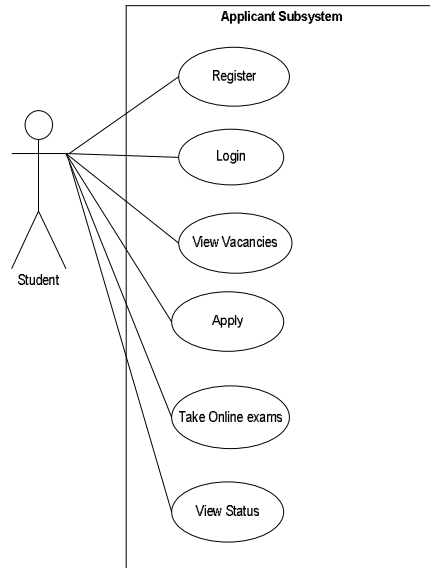 Applicant Subsystem
Register
Login
View Vacancies
Student
Apply
Take Online exams
View Status